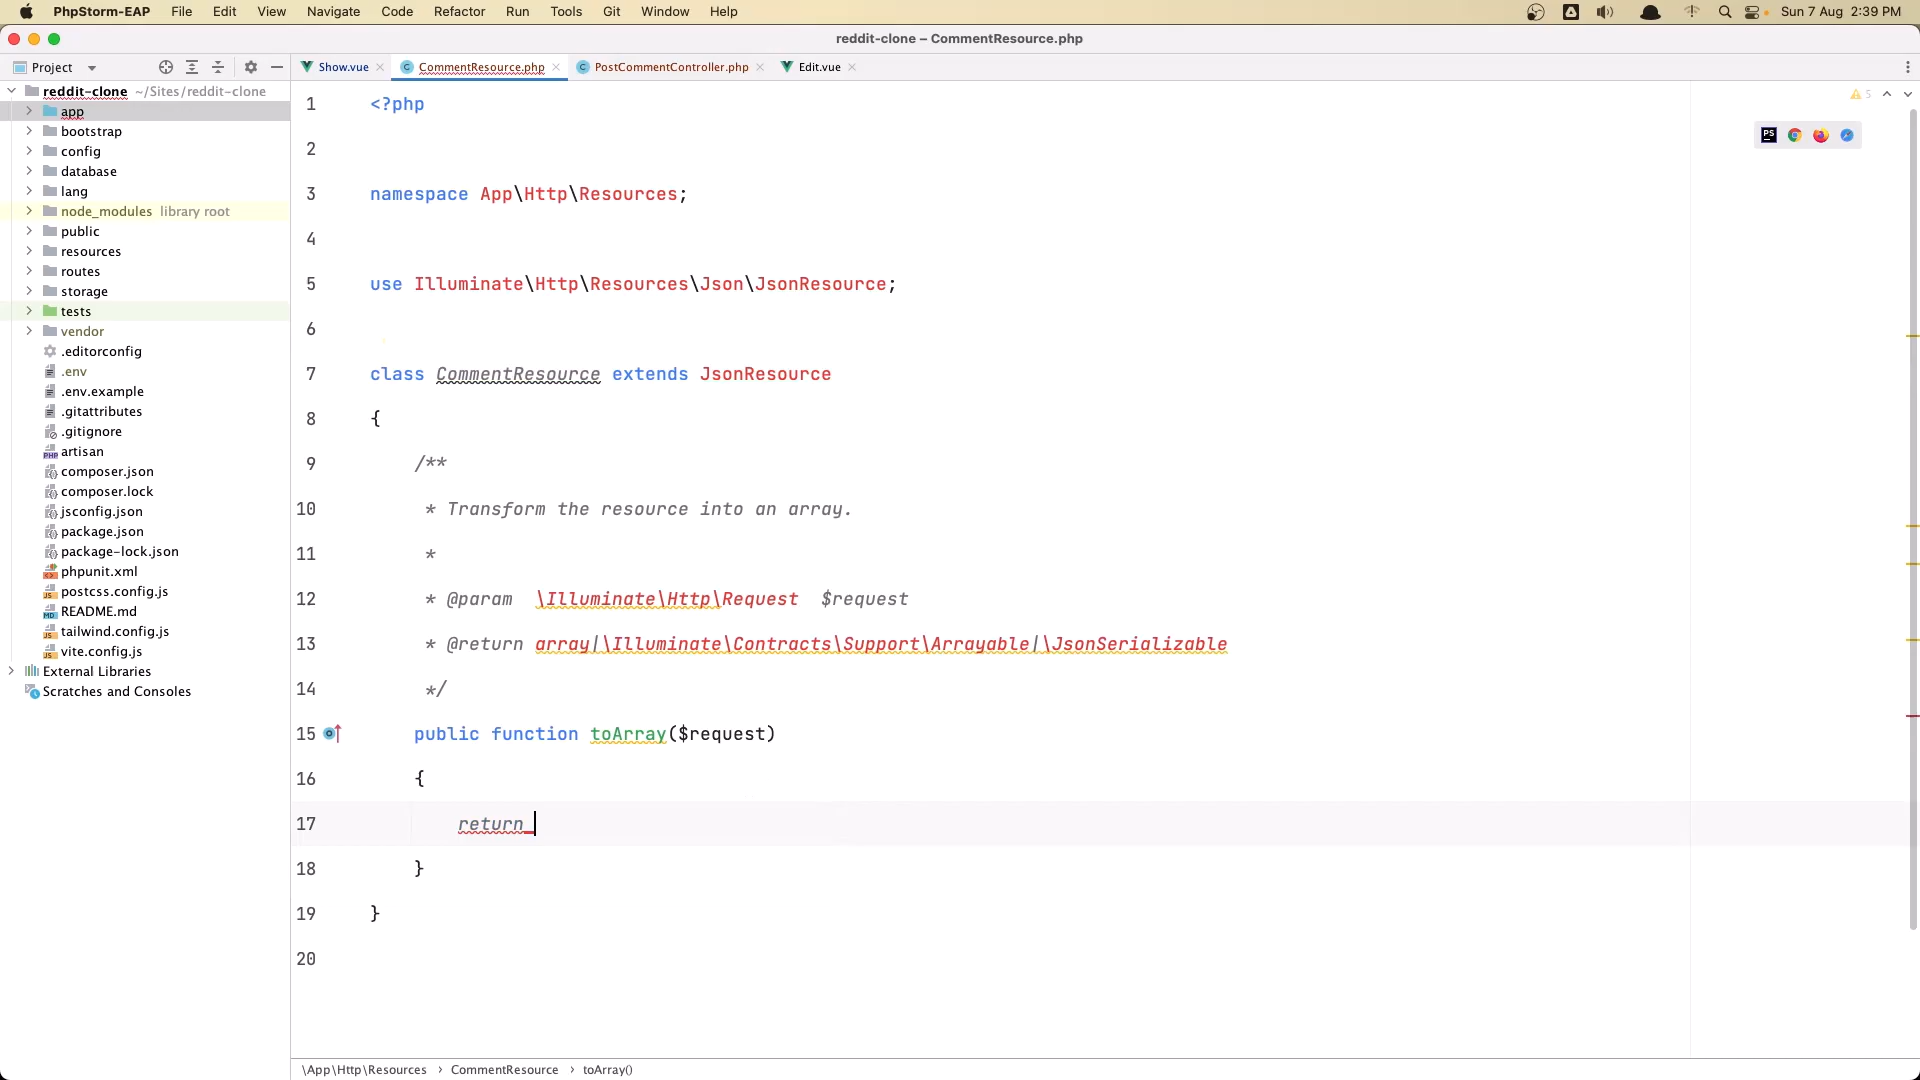 PhpStorm-EAP File Edit View Navigate Code Refactor Run Tools Git Window Help Sun 7 Aug 2:39 PM
reddit-clone – CommentResource.php
Project Show.vue CommentResource.php PostCommentController.php Edit.vue
reddit-clone ~/Sites/reddit-clone
app
bootstrap
config
database
lang
node_modules library root
public
resources
routes
storage
tests
vendor
.editorconfig
.env
.env.example
.gitattributes
.gitignore
artisan
composer.json
composer.lock
jsconfig.json
package.json
package-lock.json
phpunit.xml
postcss.config.js
README.md
tailwind.config.js
vite.config.js
External Libraries
Scratches and Consoles
5
1 <?php
2
3 namespace App\Http\Resources;
4
5 use Illuminate\Http\Resources\Json\JsonResource;
6
7 class CommentResource extends JsonResource
8 {
9 /**
10 * Transform the resource into an array.
11 *
12 * @param  \Illuminate\Http\Request  $request
13 * @return array|\Illuminate\Contracts\Support\Arrayable|\JsonSerializable
14 */
15 public function toArray($request)
16 {
17 return
18 }
19 }
20
\App\Http\Resources › CommentResource › toArray()